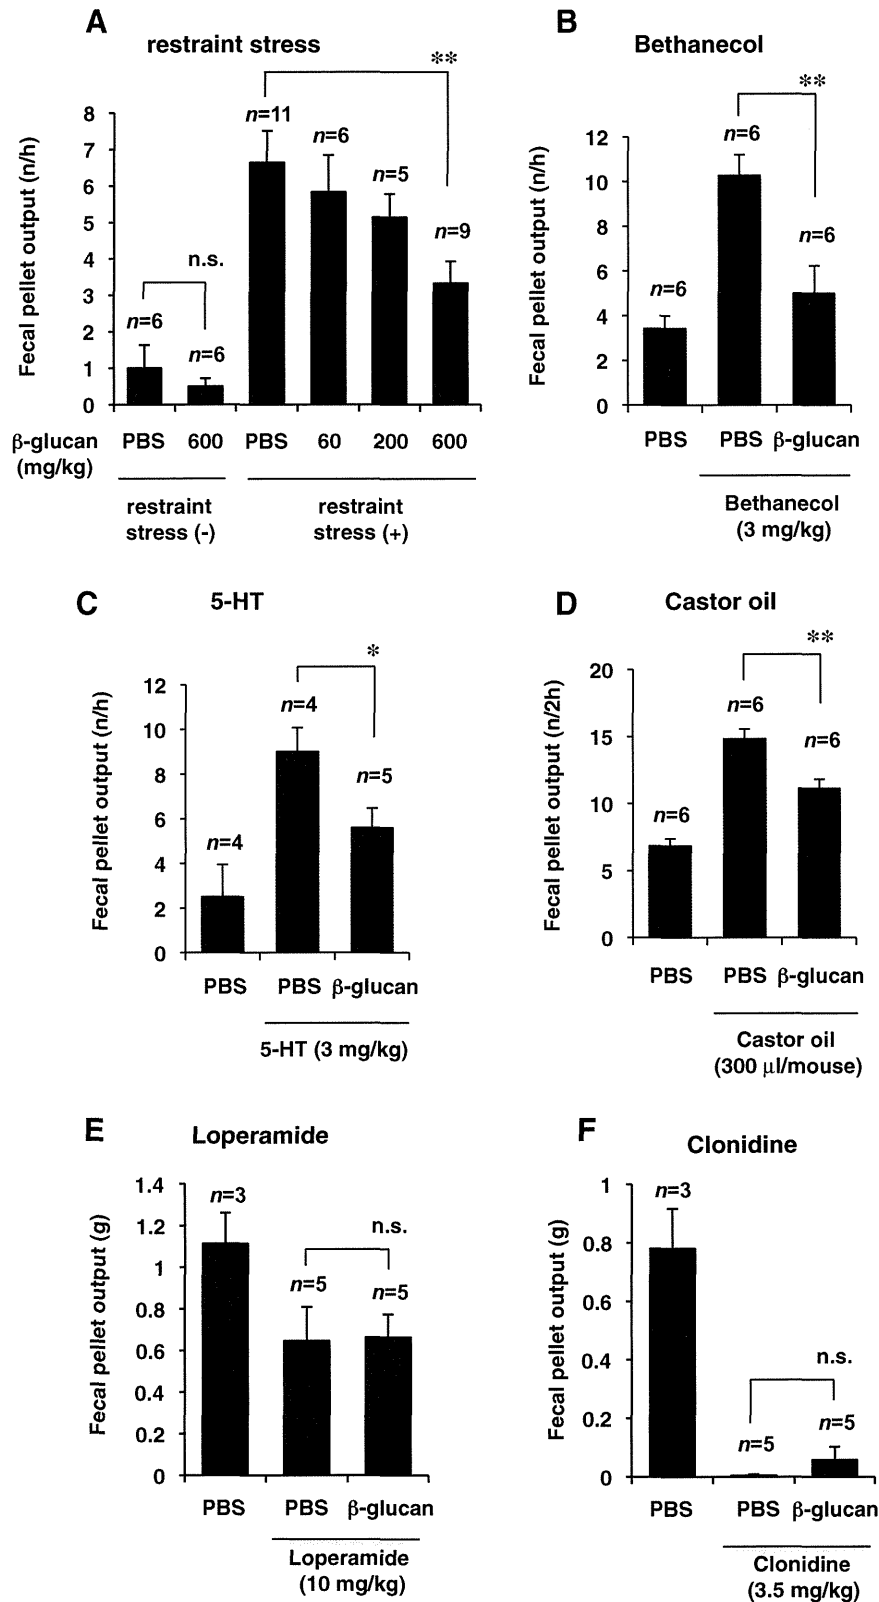 A
restraint stress
**
Fecal pellet output (n/h)
8
7
6
5
4
3
2
1
0
n=6
n.s.
n=6
n=11
n=6
n=5
n=9
β-glucan PBS 600 PBS 60 200 600
(mg/kg)
restraint restraint
stress (-) stress (+)
B
Bethanecol
**
Fecal pellet output (n/h)
12
10
8
6
4
2
0
n=6
n=6
n=6
PBS PBS β-glucan
Bethanecol
(3 mg/kg)
C
5-HT
*
Fecal pellet output (n/h)
12
10
8
6
4
2
0
n=4
n=4
n=5
PBS PBS β-glucan
5-HT (3 mg/kg)
D
Castor oil
**
Fecal pellet output (n/2h)
20
15
10
5
0
n=6
n=6
n=6
PBS PBS β-glucan
Castor oil
(300 μl/mouse)
E
Loperamide
Fecal pellet output (g)
1.4
1.2
1
0.8
0.6
0.4
0.2
0
n=3
n.s.
n=5
n=5
PBS PBS β-glucan
Loperamide
(10 mg/kg)
F
Clonidine
Fecal pellet output (g)
1
0.8
0.6
0.4
0.2
0
n=3
n.s.
n=5
n=5
PBS PBS β-glucan
Clonidine
(3.5 mg/kg)